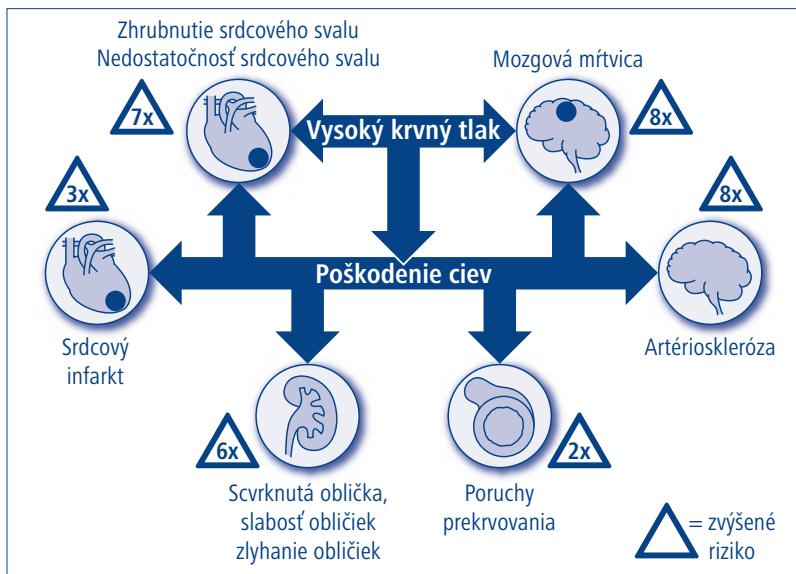 Zhrubnutie srdcového svalu
Nedostatočnosť srdcového svalu
Mozgová mŕtvica
7x
Vysoký krvný tlak
8x
3x
8x
Poškodenie ciev
Srdcový
infarkt
Artérioskleróza
6x
2x
Scvrknutá oblička,
slabosť obličiek
zlyhanie obličiek
Poruchy
prekrvovania
= zvýšené
riziko